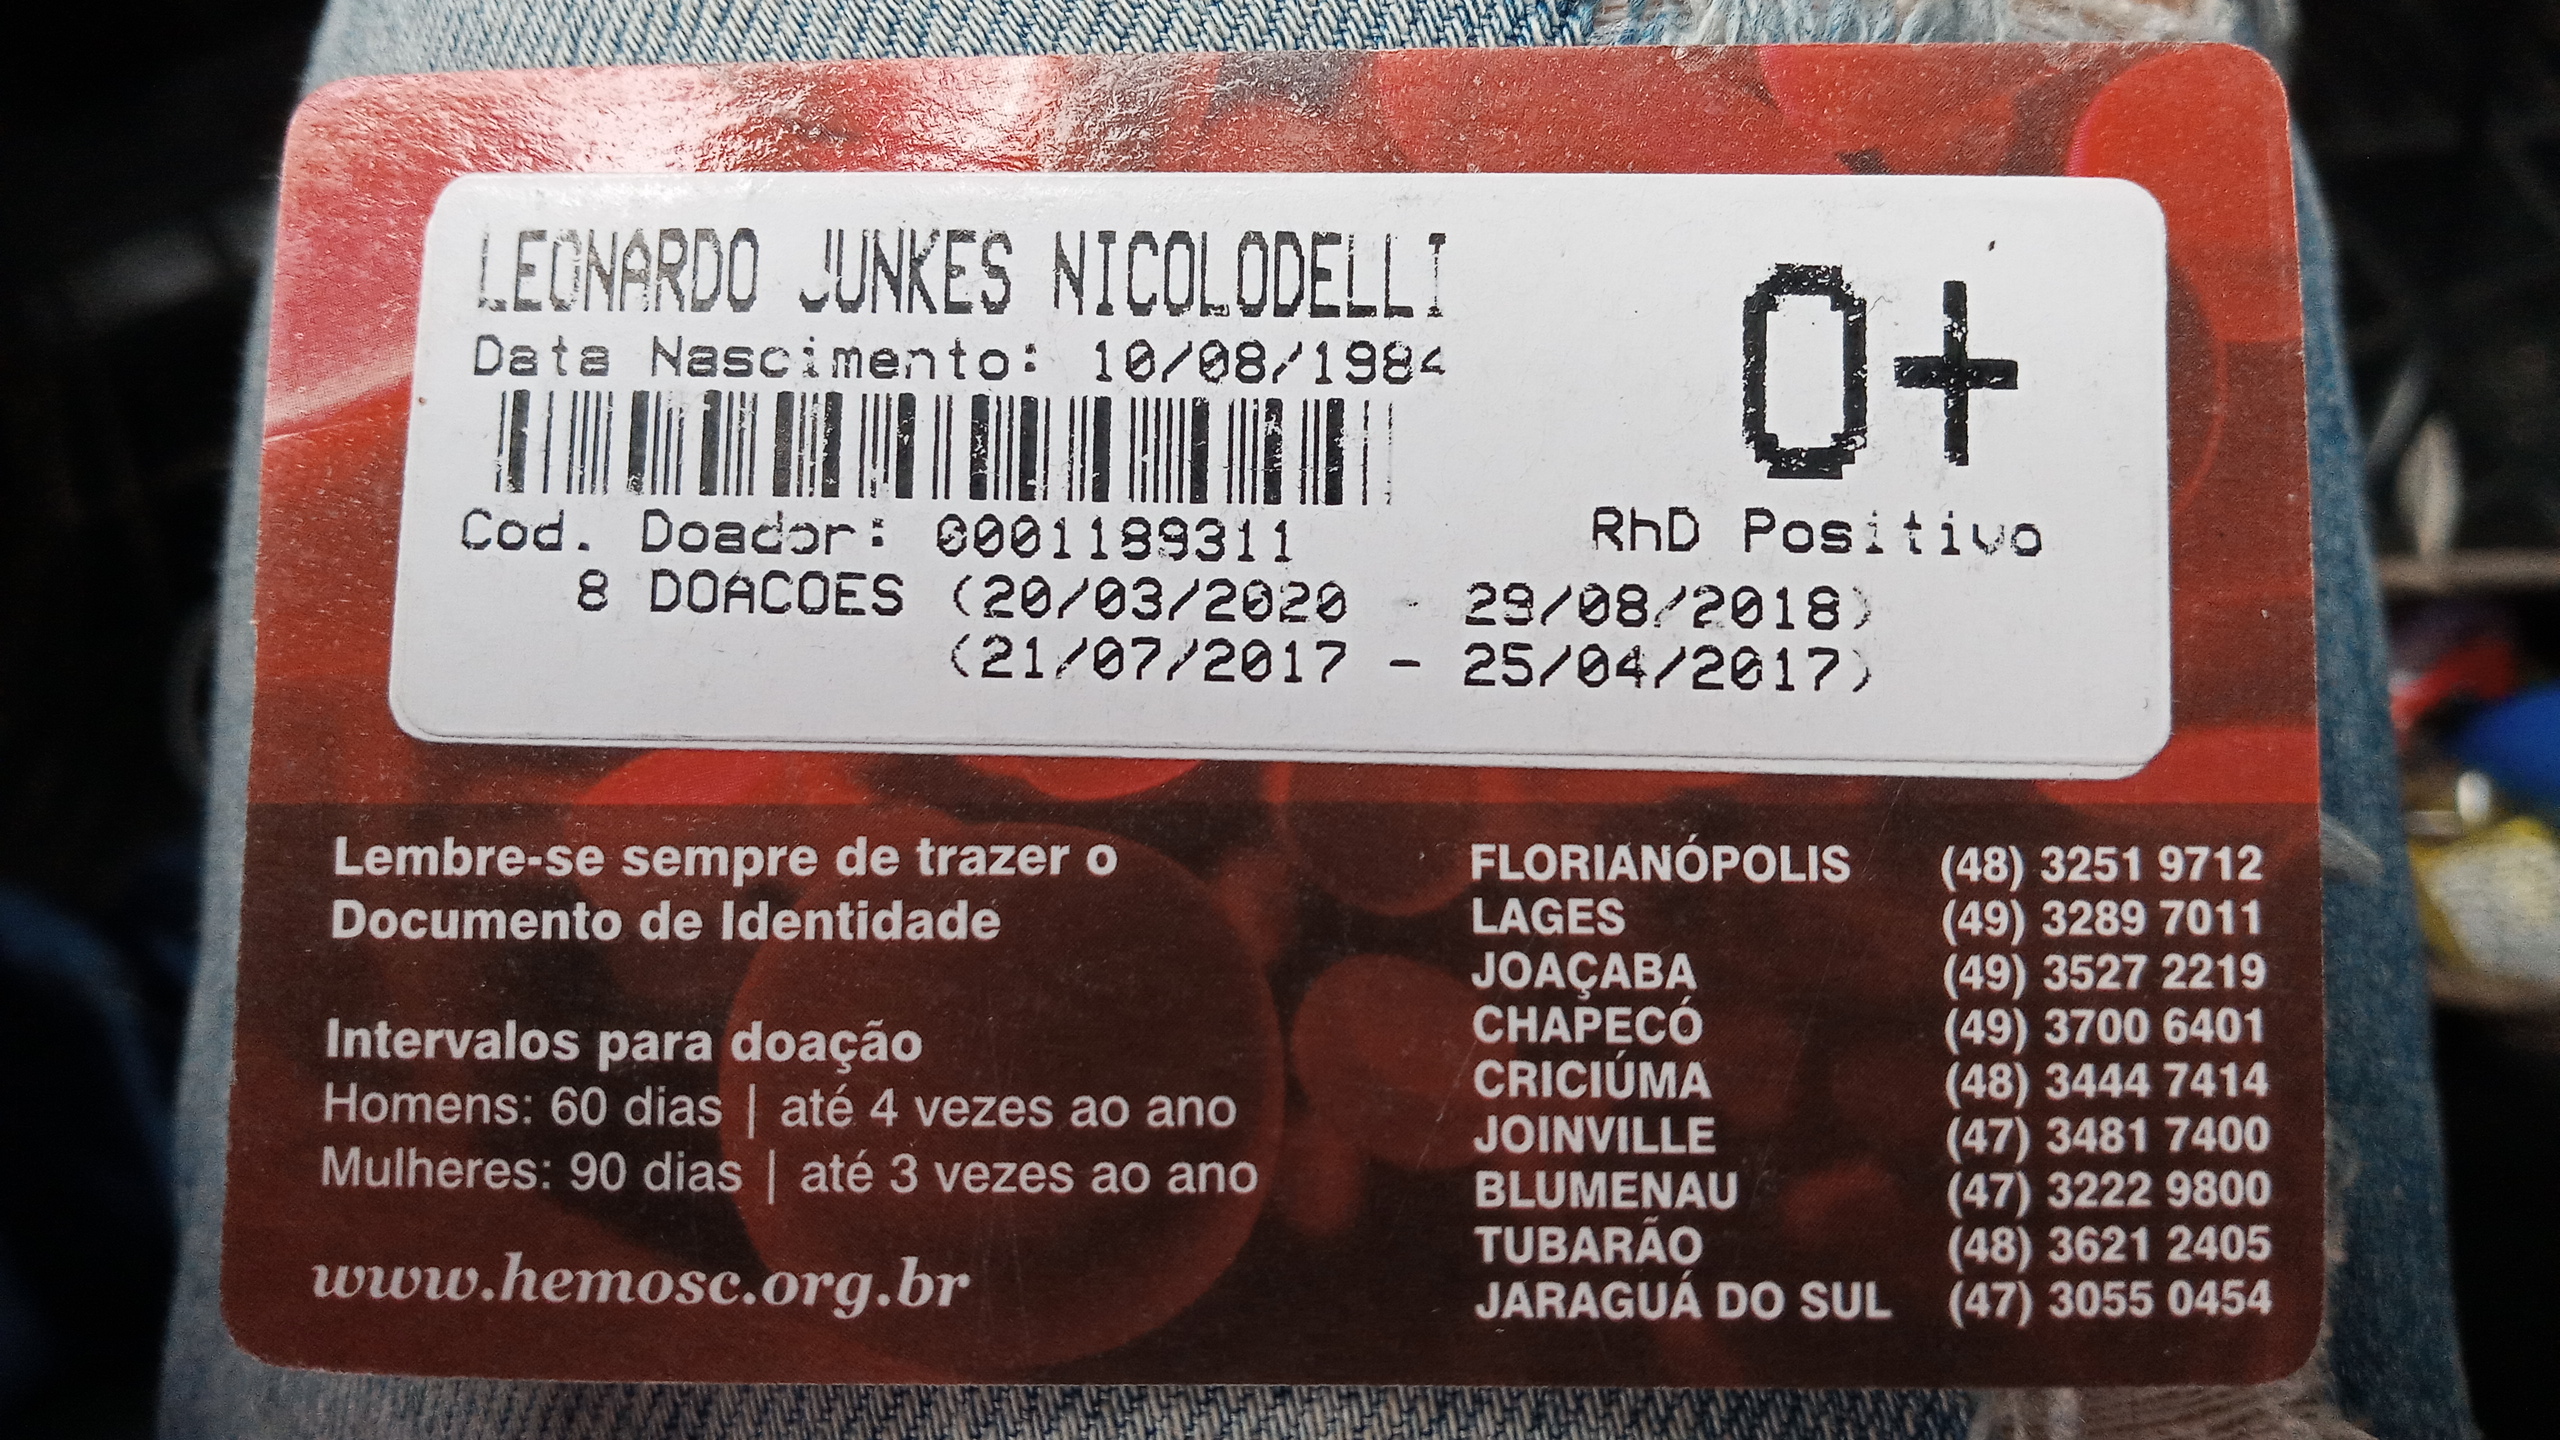 LEONARDO JUNKES NICOLODELLI
Data Nascimento: 10/08/1984
O+
Cod. Doador: 0001189311
RhD Positivo
8 DOACOES (20/03/2020 - 29/08/2018)
(21/07/2017 - 25/04/2017)
Lembre-se sempre de trazer o
Documento de Identidade
Intervalos para doação
Homens: 60 dias | até 4 vezes ao ano
Mulheres: 90 dias | até 3 vezes ao ano
www.hemosc.org.br
FLORIANÓPOLIS (48) 3251 9712
LAGES (49) 3289 7011
JOAÇABA (49) 3527 2219
CHAPECÓ (49) 3700 6401
CRICIÚMA (48) 3444 7414
JOINVILLE (47) 3481 7400
BLUMENAU (47) 3222 9800
TUBARÃO (48) 3621 2405
JARAGUÁ DO SUL (47) 3055 0454